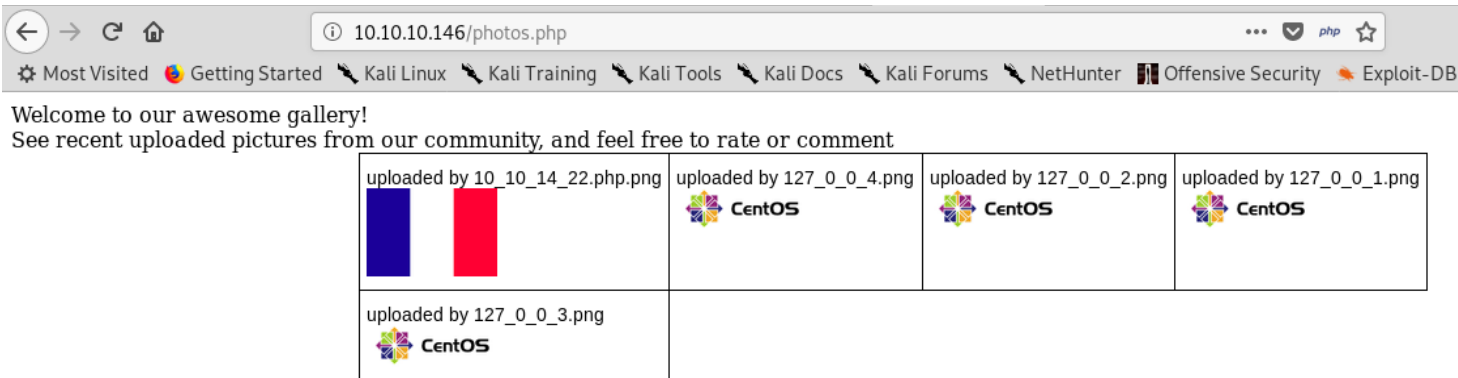 10.10.10.146/photos.php
php
Most Visited Getting Started Kali Linux Kali Training Kali Tools Kali Docs Kali Forums NetHunter Offensive Security Exploit-DB
Welcome to our awesome gallery!
See recent uploaded pictures from our community, and feel free to rate or comment
uploaded by 10_10_14_22.php.png uploaded by 127_0_0_4.png uploaded by 127_0_0_2.png uploaded by 127_0_0_1.png
CentOS CentOS CentOS
uploaded by 127_0_0_3.png
CentOS